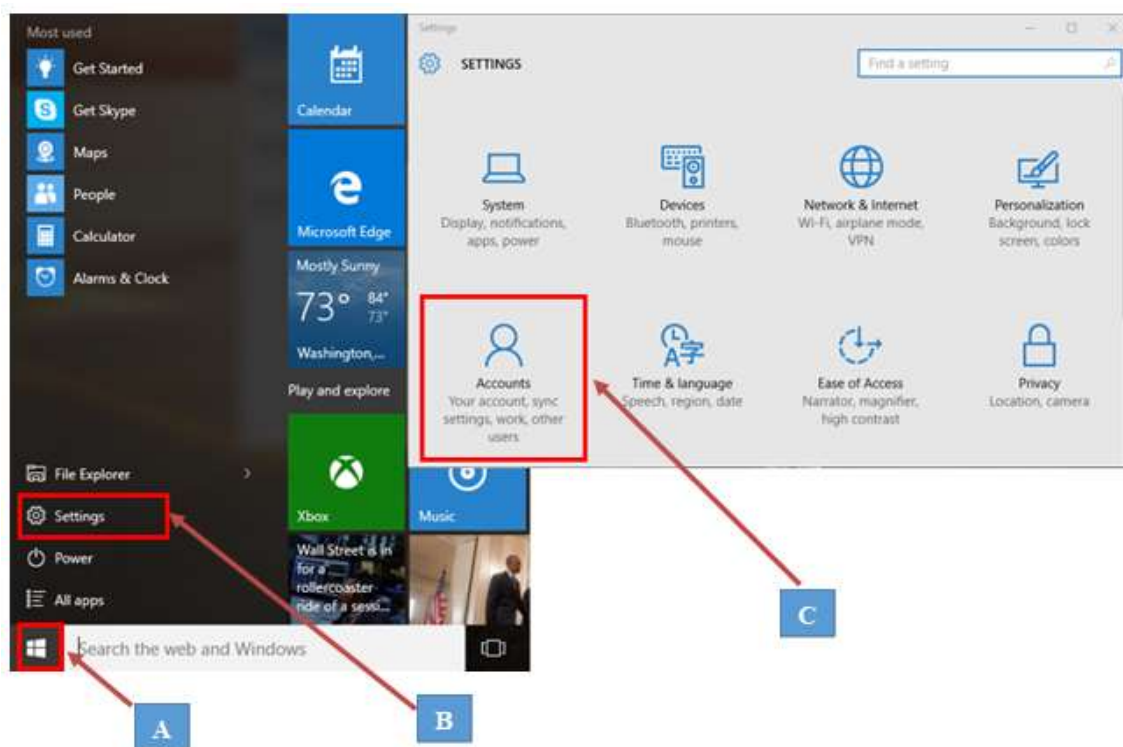 Most used
Get Started
Get Skype
Maps
People
Calculator
Alarms & Clock
File Explorer
Settings
Power
All apps
Search the web and Windows
Calendar
Microsoft Edge
Mostly Sunny
73° 84°
73°
Washington,...
Play and explore
Xbox
Music
Wall Street is in
for a
rollercoaster
ride of a sessi...
Settings
SETTINGS
Find a setting
System
Display, notifications,
apps, power
Devices
Bluetooth, printers,
mouse
Network & Internet
Wi-Fi, airplane mode,
VPN
Personalization
Background, lock
screen, colors
Accounts
Your account, sync
settings, work, other
users
Time & language
Speech, region, date
A字
Ease of Access
Narrator, magnifier,
high contrast
Privacy
Location, camera
A
B
C